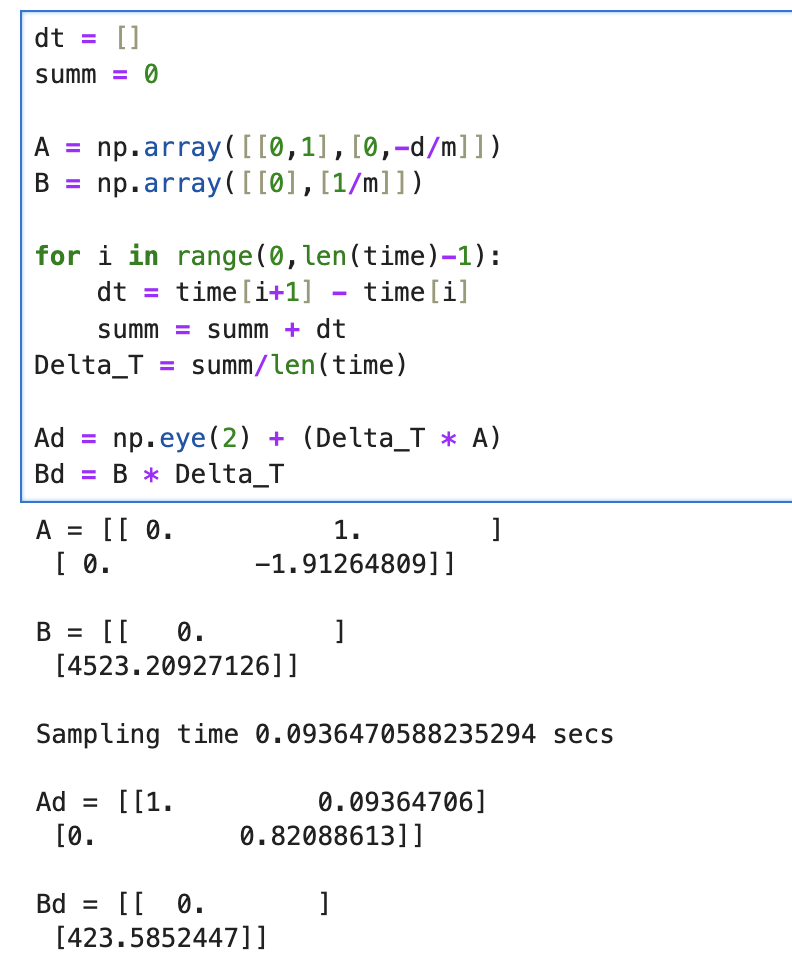 dt = []
summ = 0
A = np.array([[0,1],[0,-d/m]])
B = np.array([[0],[1/m]])
for i in range(0,len(time)-1):
    dt = time[i+1] - time[i]
    summ = summ + dt
Delta_T = summ/len(time)
Ad = np.eye(2) + (Delta_T * A)
Bd = B * Delta_T
A = [[ 0.          1.        ]
 [ 0.         -1.91264809]]
B = [[   0.        ]
 [4523.20927126]]
Sampling time 0.0936470588235294 secs
Ad = [[1.         0.09364706]
 [0.         0.82088613]]
Bd = [[  0.       ]
 [423.5852447]]